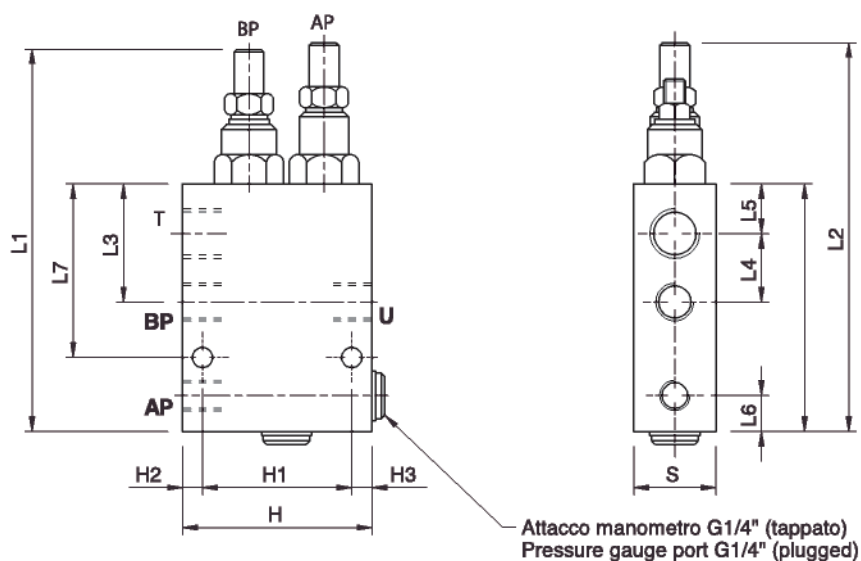 BP
AP
L1
L7
L3
T
BP
U
AP
H2
H1
H3
H
L5
L4
L6
L2
S
Attacco manometro G1/4" (tappato)
Pressure gauge port G1/4" (plugged)